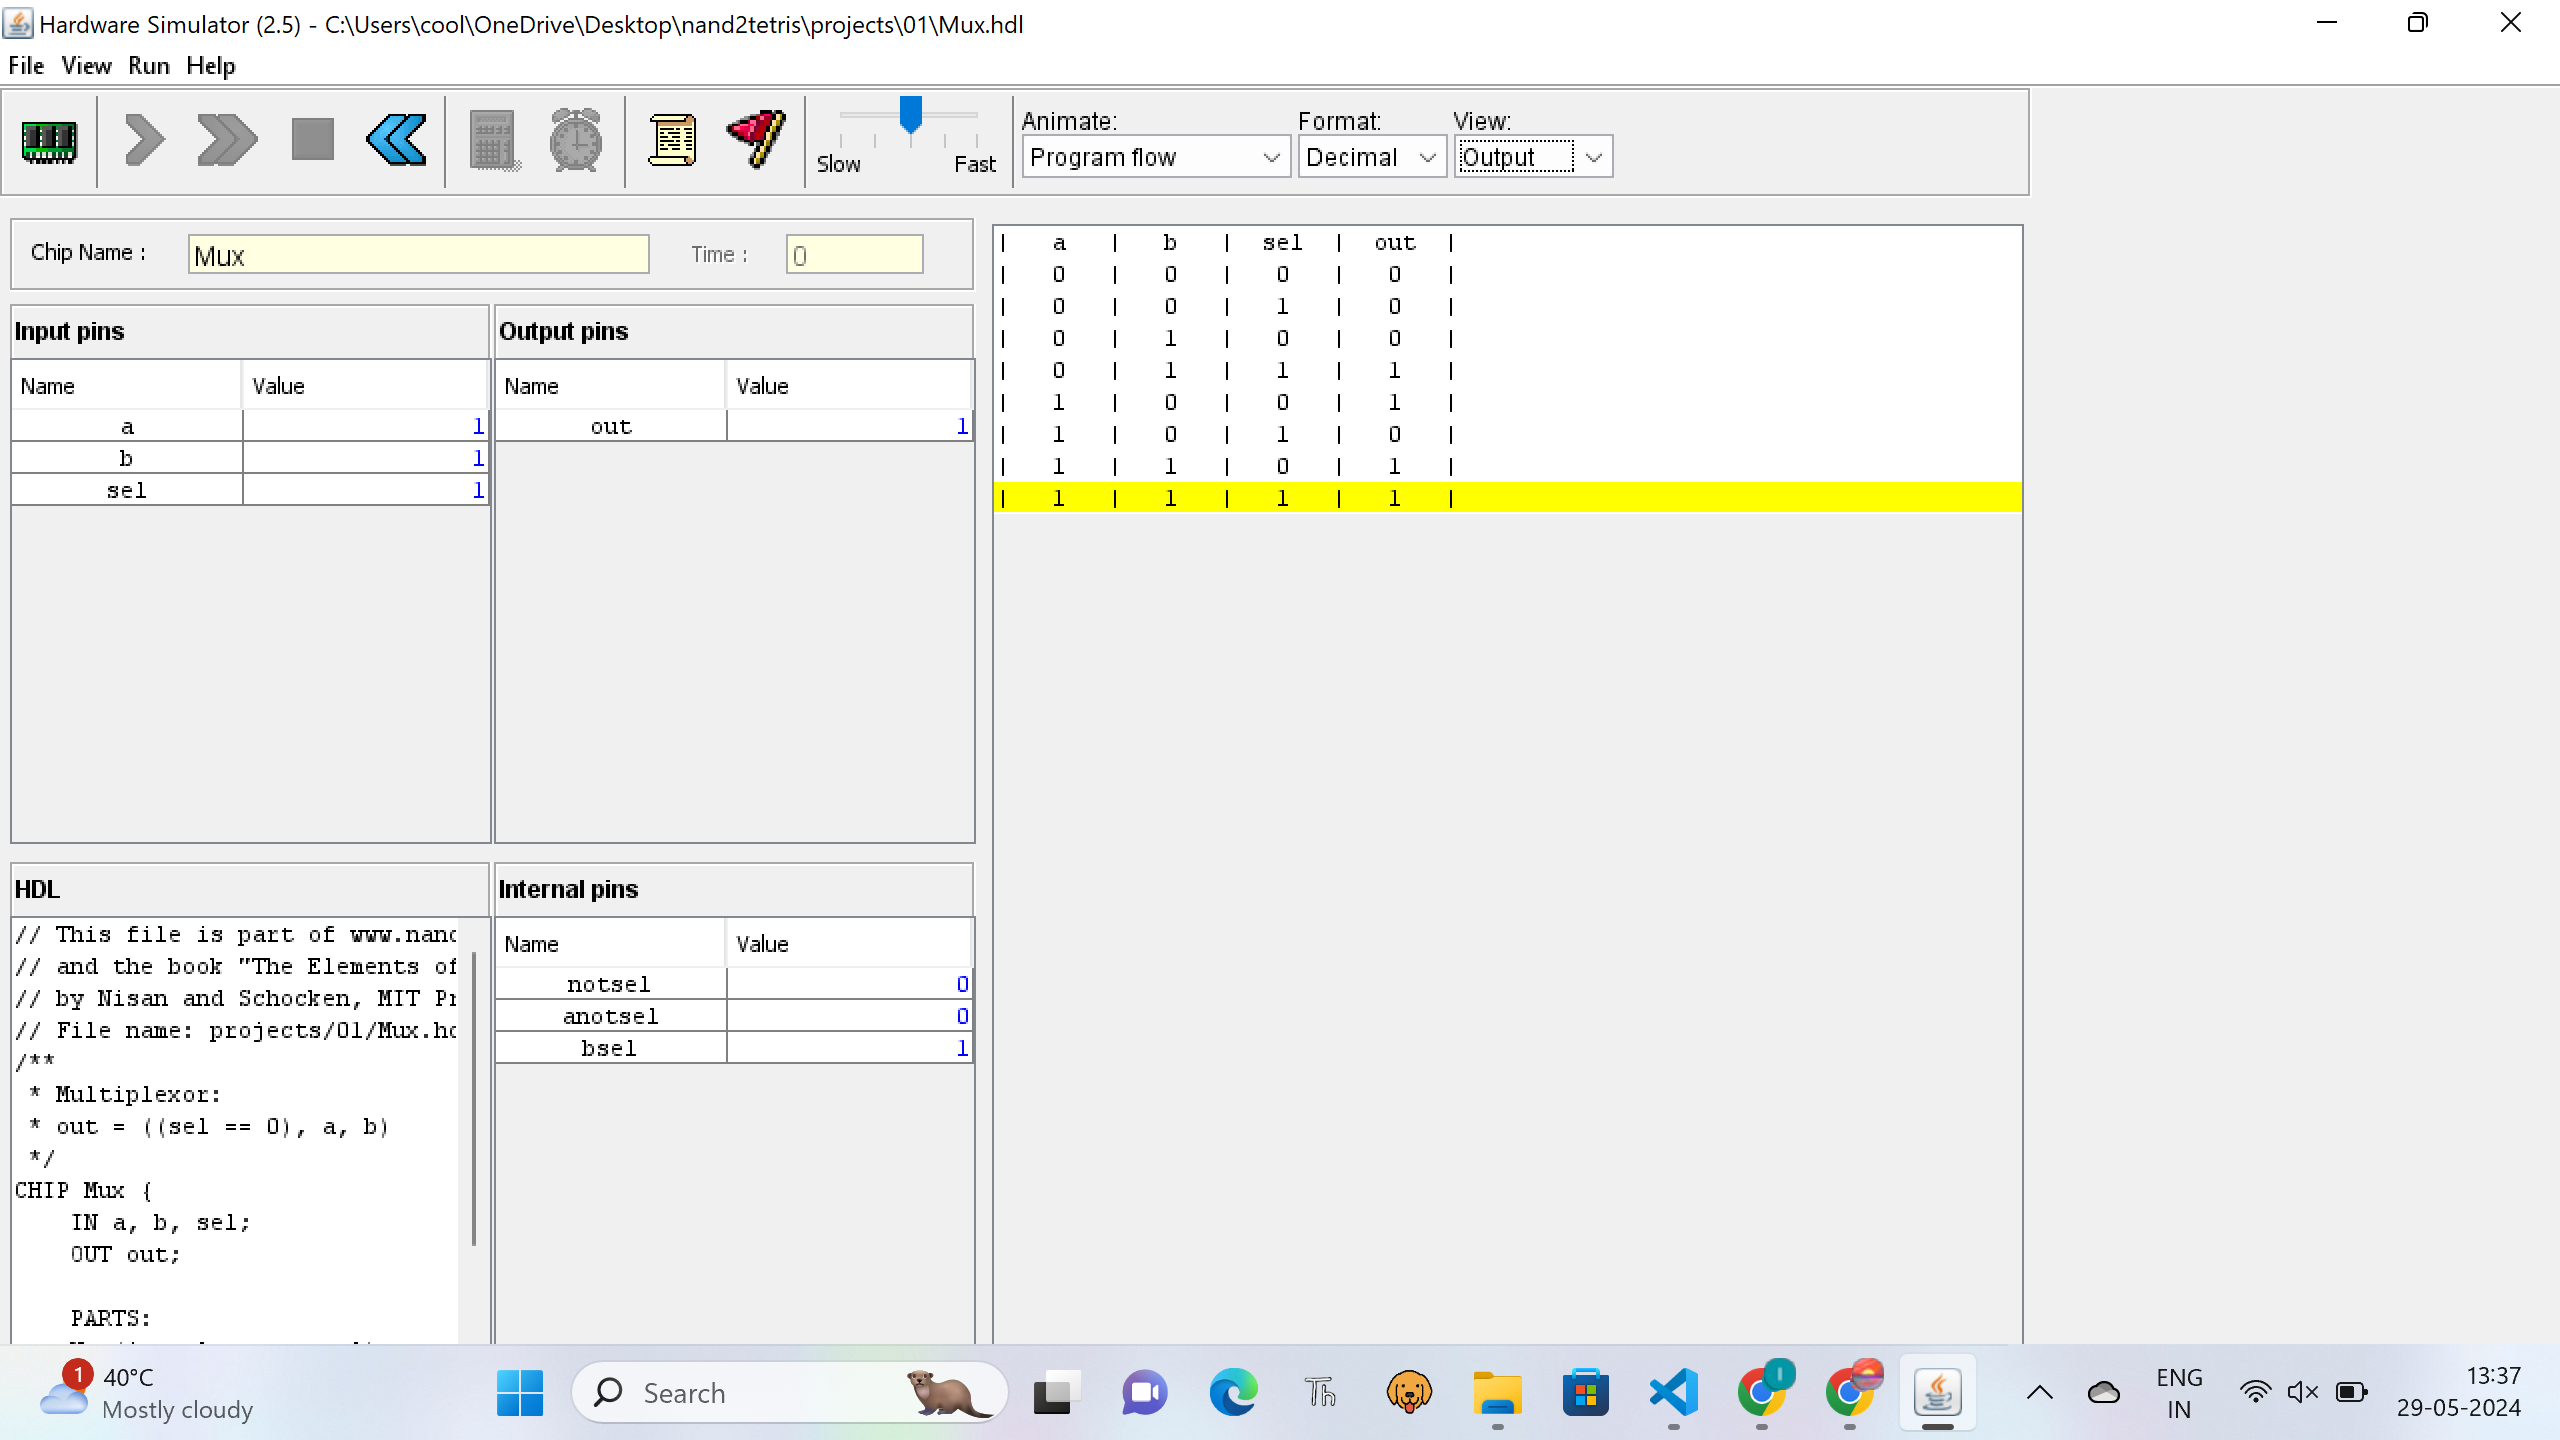 Hardware Simulator (2.5) - C:\Users\cool\OneDrive\Desktop\nand2tetris\projects\01\Mux.hdl
File View Run Help
Slow Fast
Animate: Format: View:
Program flow Decimal Output
Chip Name : Mux Time : 0
Input pins
Name Value
a 1
b 1
sel 1
Output pins
Name Value
out 1
| a | b | sel | out |
| 0 | 0 | 0 | 0 |
| 0 | 0 | 1 | 0 |
| 0 | 1 | 0 | 0 |
| 0 | 1 | 1 | 1 |
| 1 | 0 | 0 | 1 |
| 1 | 0 | 1 | 0 |
| 1 | 1 | 0 | 1 |
| 1 | 1 | 1 | 1 |
HDL
// This file is part of www.nand
// and the book "The Elements of
// by Nisan and Schocken, MIT Pr
// File name: projects/01/Mux.hd
/**
* Multiplexor:
* out = ((sel == 0), a, b)
*/
CHIP Mux {
IN a, b, sel;
OUT out;
PARTS:
Internal pins
Name Value
notsel 0
anotsel 0
bsel 1
1
40°C
Mostly cloudy
Search
Th
ENG
IN
13:37
29-05-2024